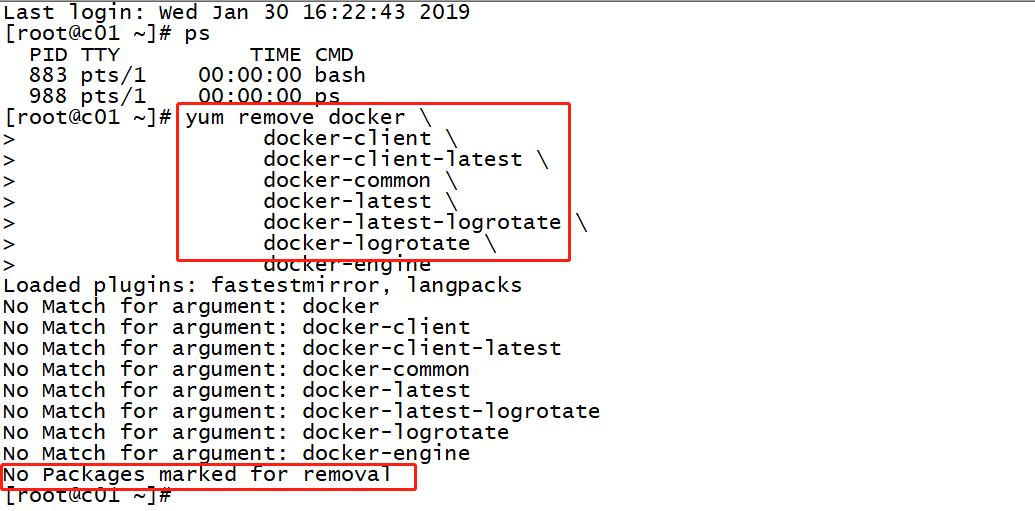 Last login: Wed Jan 30 16:22:43 2019
[root@c01 ~]# ps
  PID TTY          TIME CMD
  883 pts/1    00:00:00 bash
  988 pts/1    00:00:00 ps
[root@c01 ~]# yum remove docker \
>                   docker-client \
>                   docker-client-latest \
>                   docker-common \
>                   docker-latest \
>                   docker-latest-logrotate \
>                   docker-logrotate \
>                   docker-engine
Loaded plugins: fastestmirror, langpacks
No Match for argument: docker
No Match for argument: docker-client
No Match for argument: docker-client-latest
No Match for argument: docker-common
No Match for argument: docker-latest
No Match for argument: docker-latest-logrotate
No Match for argument: docker-logrotate
No Match for argument: docker-engine
No Packages marked for removal
[root@c01 ~]#